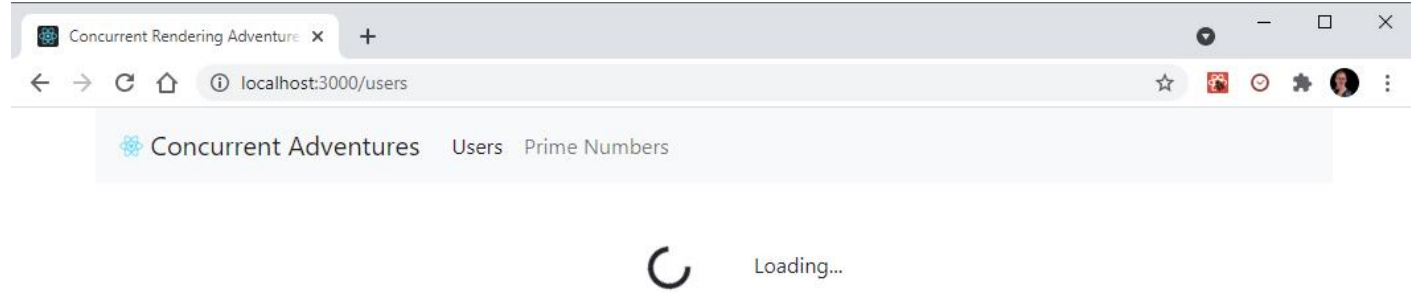 Concurrent Rendering Adventure
localhost:3000/users
Concurrent Adventures Users Prime Numbers
Loading...